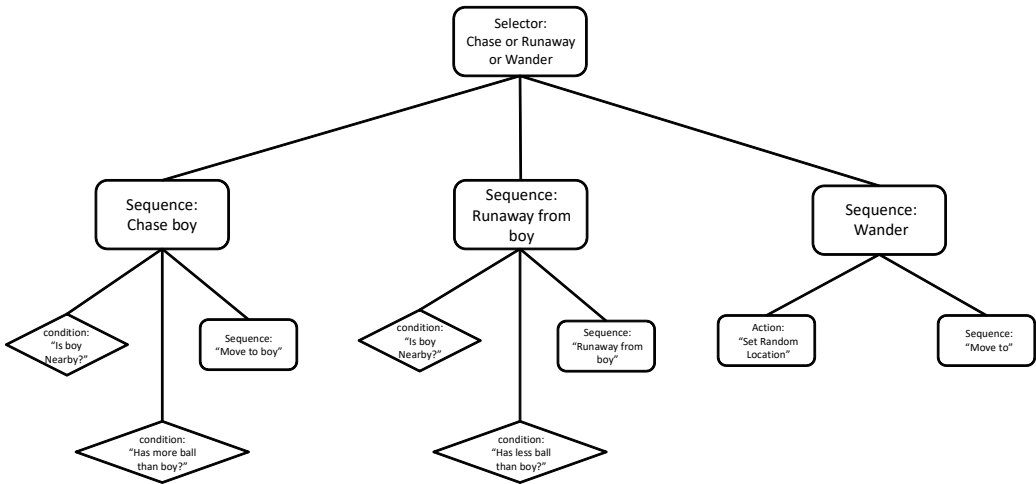 Selector:
Chase or Runaway
or Wander
Sequence:
Chase boy
Sequence:
Runaway from
boy
Sequence:
Wander
condition:
“Is boy
Nearby?”
Sequence:
“Move to boy”
condition:
“Is boy
Nearby?”
Sequence:
“Runaway from
boy”
Action:
“Set Random
Location”
Sequence:
“Move to”
condition:
“Has more ball
than boy?”
condition:
“Has less ball
than boy?”